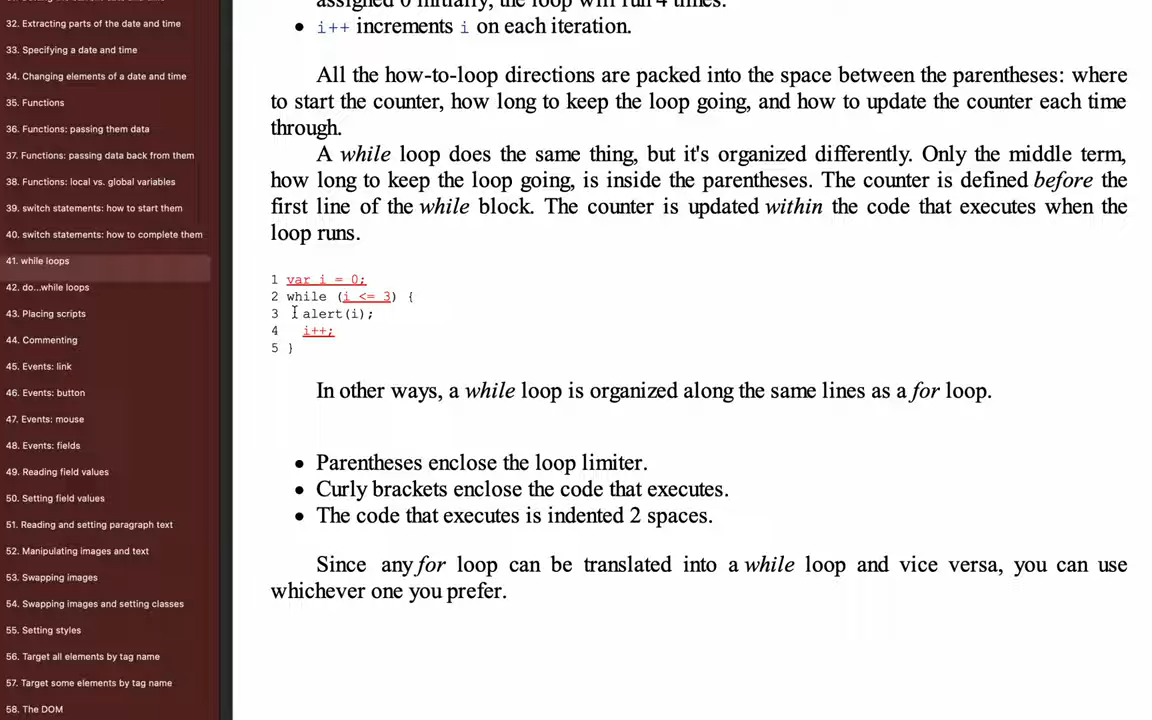 32. Extracting parts of the date and time
33. Specifying a date and time
34. Changing elements of a date and time
35. Functions
36. Functions: passing them data
37. Functions: passing data back from them
38. Functions: local vs. global variables
39. switch statements: how to start them
40. switch statements: how to complete them
41. while loops
42. do...while loops
43. Placing scripts
44. Commenting
45. Events: link
46. Events: button
47. Events: mouse
48. Events: fields
49. Reading field values
50. Setting field values
51. Reading and setting paragraph text
52. Manipulating images and text
53. Swapping images
54. Swapping images and setting classes
55. Setting styles
56. Target all elements by tag name
57. Target some elements by tag name
58. The DOM
assigned 0 initially, the loop will run 4 times.
• i++ increments i on each iteration.
All the how-to-loop directions are packed into the space between the parentheses: where
to start the counter, how long to keep the loop going, and how to update the counter each time
through.
A while loop does the same thing, but it's organized differently. Only the middle term,
how long to keep the loop going, is inside the parentheses. The counter is defined before the
first line of the while block. The counter is updated within the code that executes when the
loop runs.
1 var i = 0;
2 while (i <= 3) {
3   alert(i);
4   i++;
5 }
In other ways, a while loop is organized along the same lines as a for loop.
• Parentheses enclose the loop limiter.
• Curly brackets enclose the code that executes.
• The code that executes is indented 2 spaces.
Since any for loop can be translated into a while loop and vice versa, you can use
whichever one you prefer.